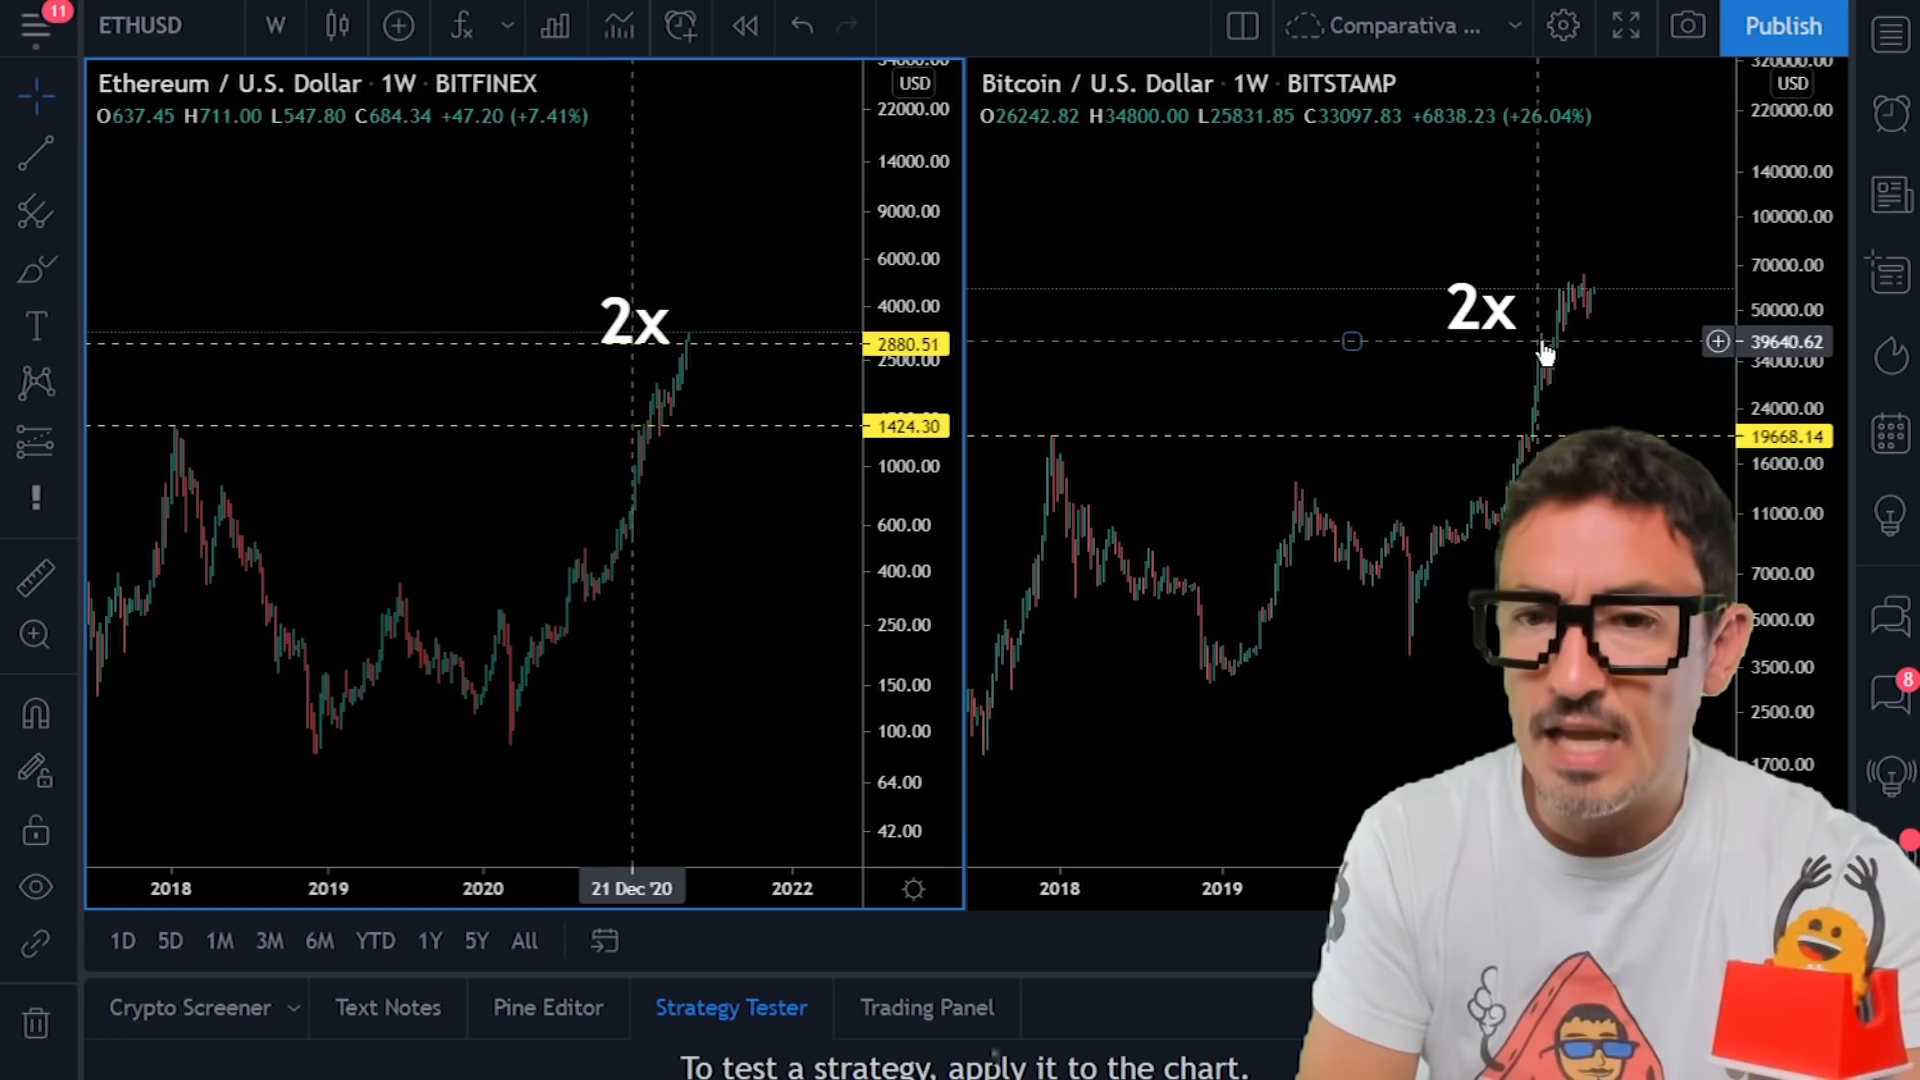 11
ETHUSD
W
Comparativa ...
Publish
Ethereum / U.S. Dollar · 1W · BITFINEX
O637.45 H711.00 L547.80 C684.34 +47.20 (+7.41%)
USD
22000.00
14000.00
9000.00
6000.00
4000.00
2880.51
2500.00
1424.30
1000.00
600.00
400.00
250.00
150.00
100.00
64.00
42.00
2x
2018
2019
2020
21 Dec '20
2022
Bitcoin / U.S. Dollar · 1W · BITSTAMP
O26242.82 H34800.00 L25831.85 C33097.83 +6838.23 (+26.04%)
320000.00
USD
220000.00
140000.00
100000.00
70000.00
50000.00
39640.62
34000.00
24000.00
19668.14
16000.00
11000.00
7000.00
5000.00
3500.00
2500.00
1700.00
2x
2018
2019
8
1D 5D 1M 3M 6M YTD 1Y 5Y All
Crypto Screener
Text Notes
Pine Editor
Strategy Tester
Trading Panel
To test a strategy, apply it to the chart.